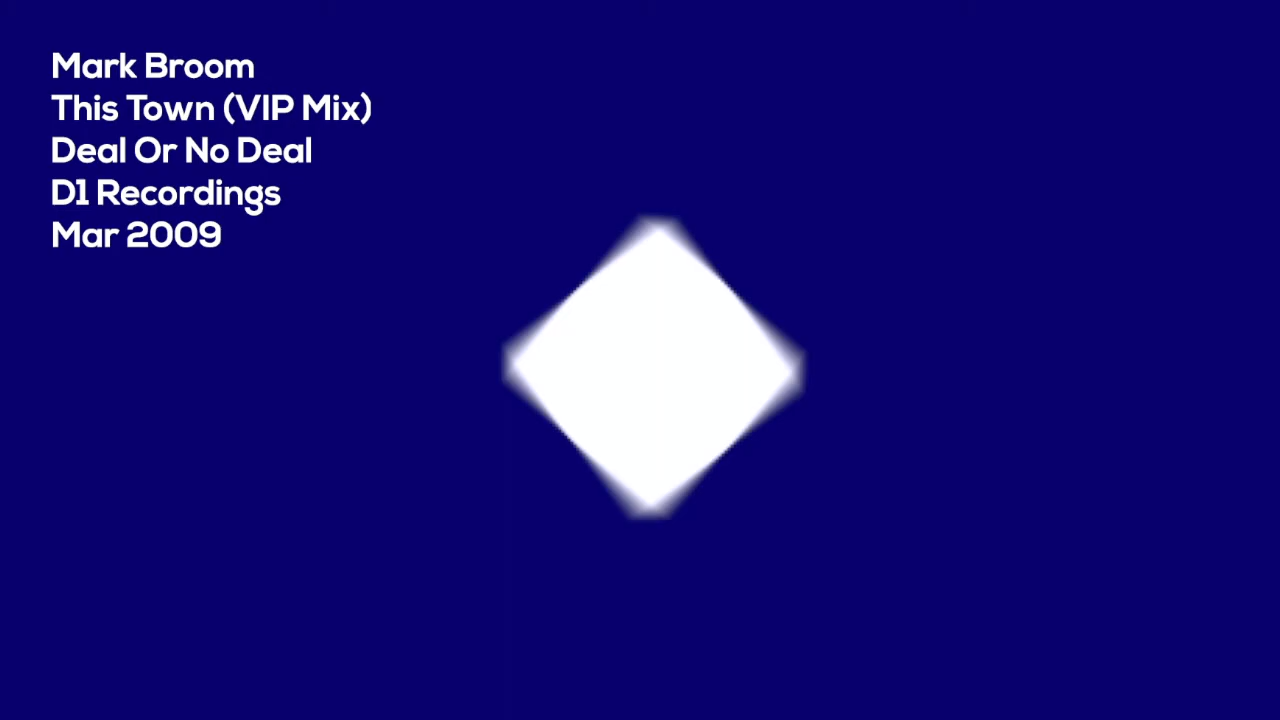 Mark Broom
This Town (VIP Mix)
Deal Or No Deal
D1 Recordings
Mar 2009